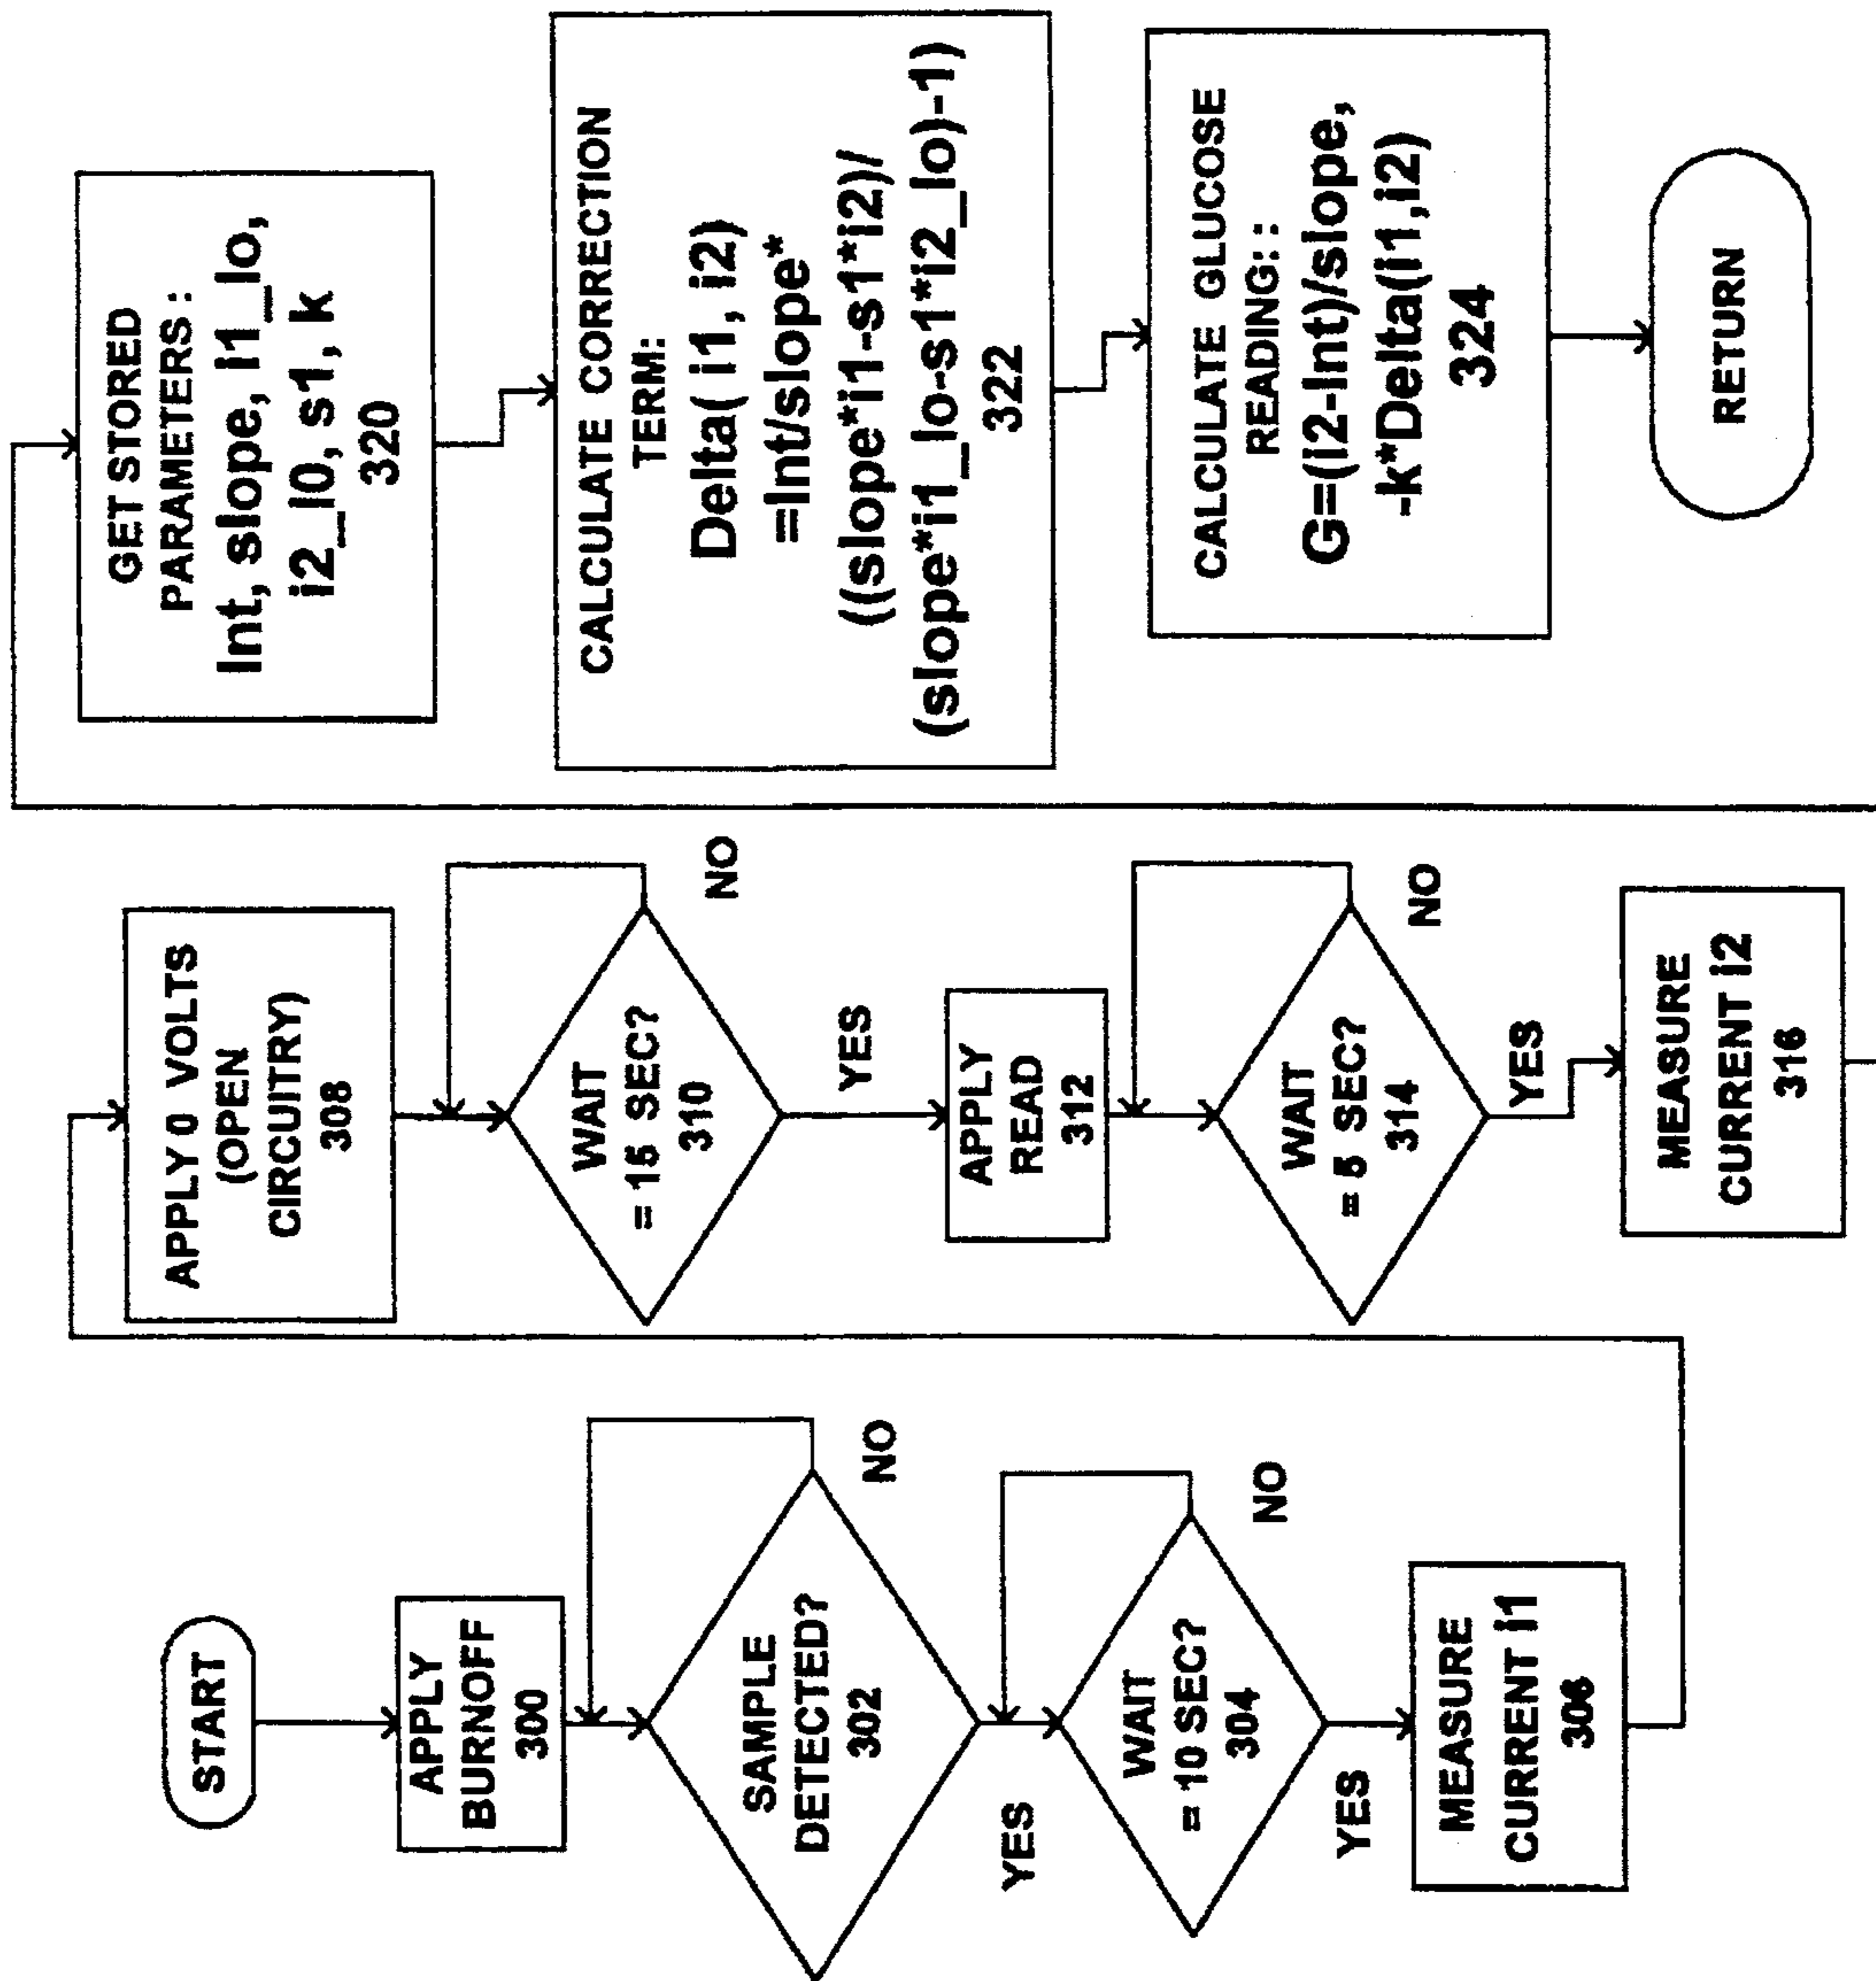 START
APPLY
BURNOFF
300
SAMPLE
DETECTED?
302
NO
YES
WAIT
= 10 SEC?
304
NO
YES
MEASURE
CURRENT i1
306
APPLY 0 VOLTS
(OPEN
CIRCUITRY)
308
WAIT
= 15 SEC?
310
NO
YES
APPLY
READ
312
WAIT
= 5 SEC?
314
NO
YES
MEASURE
CURRENT i2
316
GET STORED
PARAMETERS:
Int, slope, i1_lo,
i2_l0, s1, k
320
CALCULATE CORRECTION
TERM:
Delta( i1, i2)
=Int/slope*
((slope*i1-s1*i2)/
(slope*i1_lo-s1*i2_lo)-1)
322
CALCULATE GLUCOSE
READING::
G=(i2-Int)/slope,
-k*Delta(i1,i2)
324
RETURN